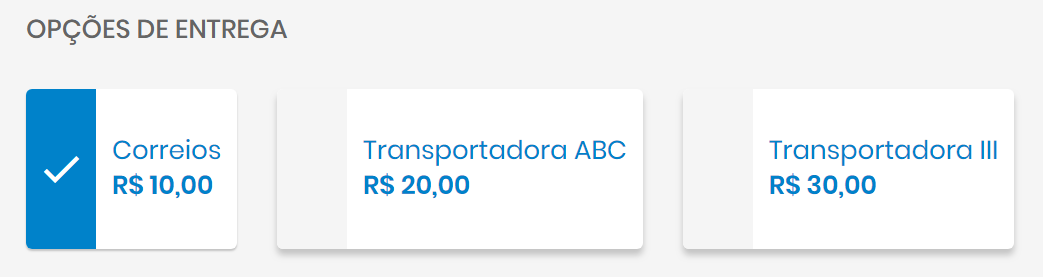 OPÇÕES DE ENTREGA
Correios
R$ 10,00
Transportadora ABC
R$ 20,00
Transportadora III
R$ 30,00